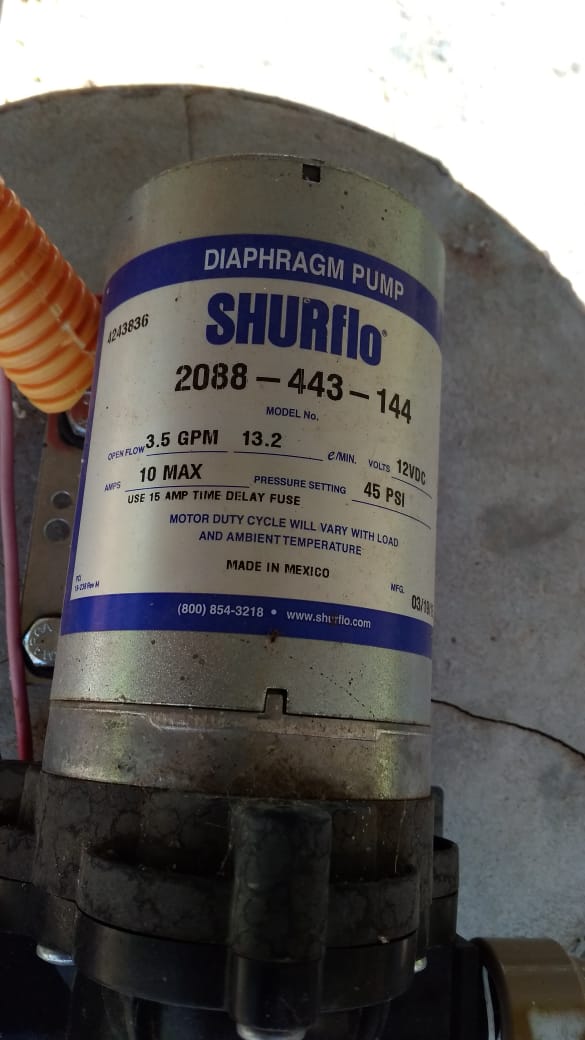 DIAPHRAGM PUMP
4243836
SHURflo®
2088-443-144
MODEL No.
OPEN FLOW 3.5 GPM 13.2 ℓ/MIN. VOLTS 12VDC
AMPS 10 MAX PRESSURE SETTING 45 PSI
USE 15 AMP TIME DELAY FUSE
MOTOR DUTY CYCLE WILL VARY WITH LOAD
AND AMBIENT TEMPERATURE
MADE IN MEXICO
MFG.
(800) 854-3218 • www.shurflo.com